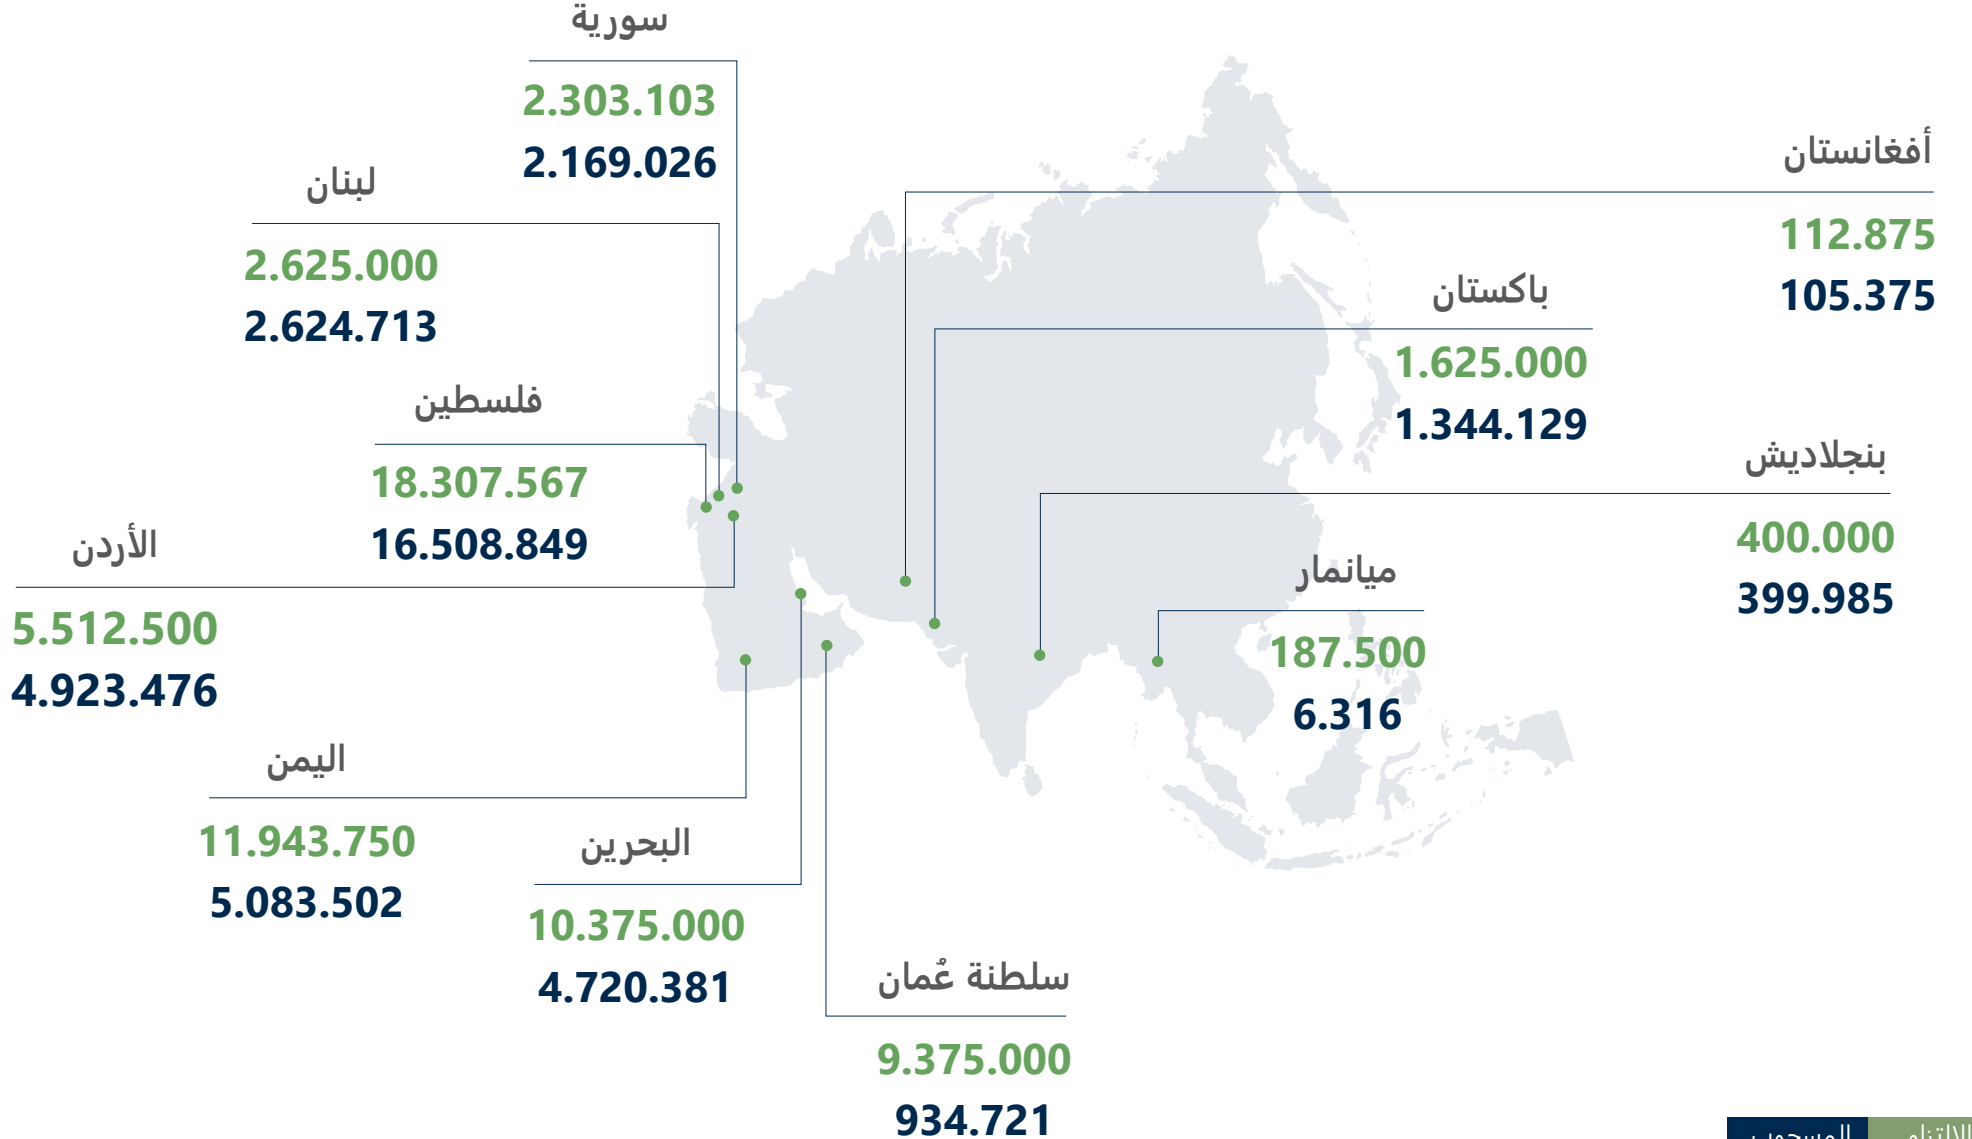 سورية
2.303.103
2.169.026
أفغانستان
112.875
105.375
لبنان
2.625.000
2.624.713
باكستان
1.625.000
1.344.129
فلسطين
18.307.567
16.508.849
بنجلاديش
400.000
399.985
الأردن
5.512.500
4.923.476
ميانمار
187.500
6.316
اليمن
11.943.750
5.083.502
البحرين
10.375.000
4.720.381
سلطنة عُمان
9.375.000
934.721
الالتزام المسحوب